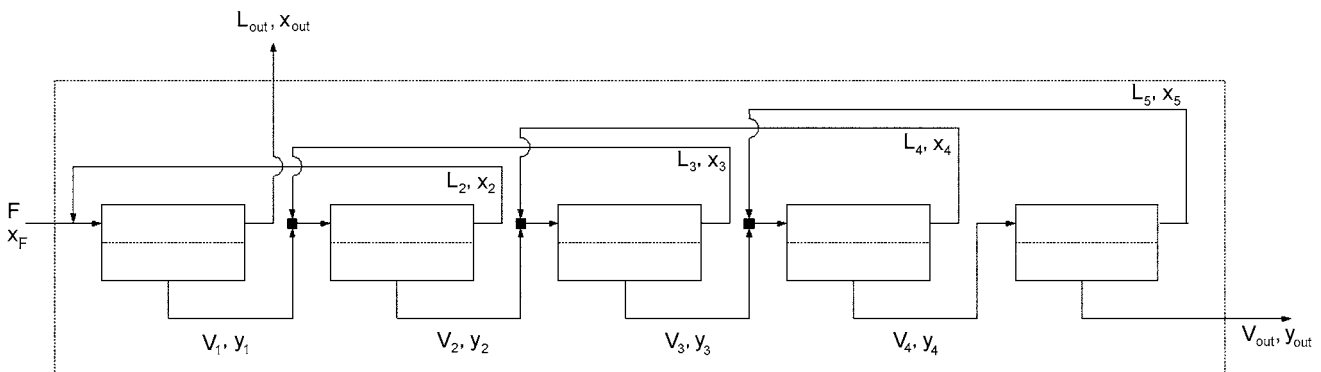 L_out, x_out
L_5, x_5
L_4, x_4
L_3, x_3
L_2, x_2
F
x_F
V_1, y_1
V_2, y_2
V_3, y_3
V_4, y_4
V_out, y_out